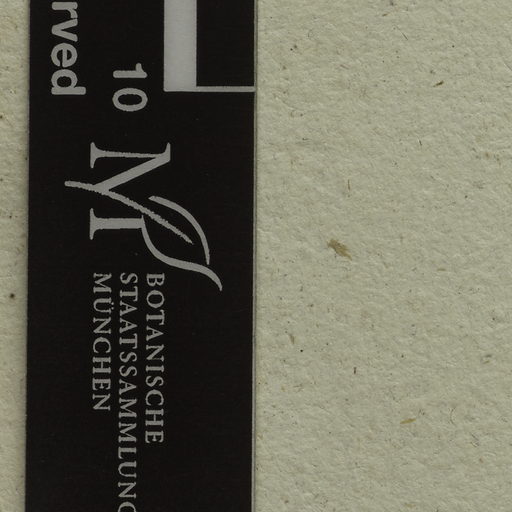 rved
10
M
BOTANISCHE
STAATSSAMMLUNG
MÜNCHEN